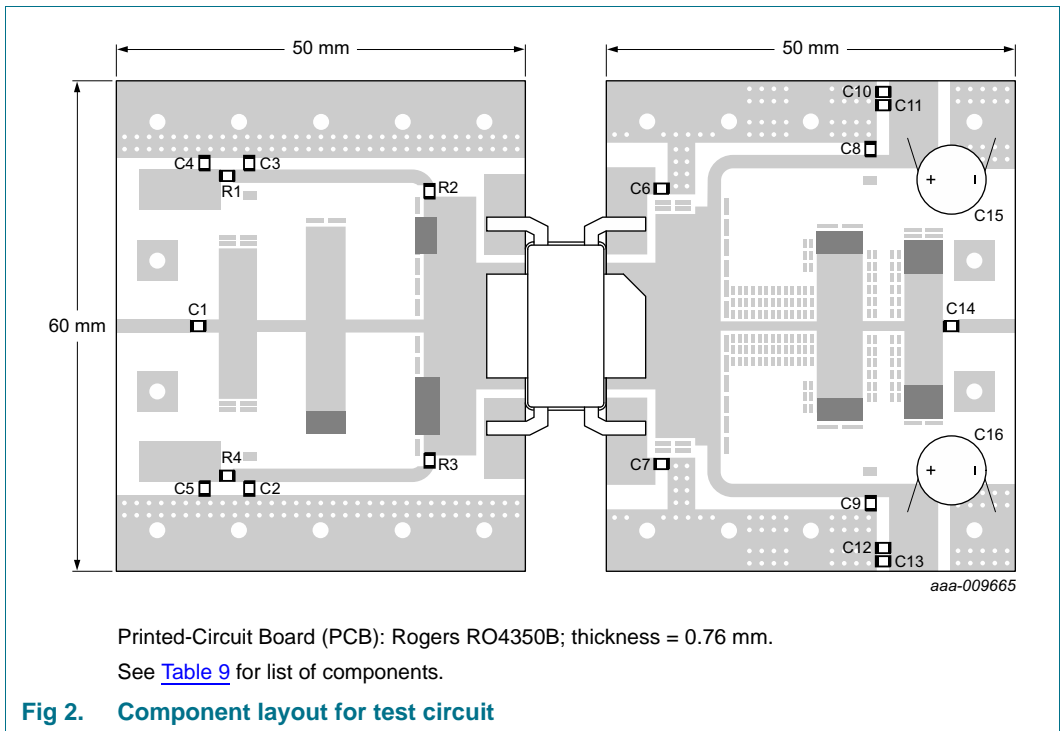 50 mm
50 mm
60 mm
C10
C11
C4
C3
R1
R2
C8
C6
+
-
C15
C1
C14
R4
C5
C2
R3
C7
C16
+
-
C9
C12
C13
aaa-009665
Printed-Circuit Board (PCB): Rogers RO4350B; thickness = 0.76 mm.
See Table 9 for list of components.
Fig 2. Component layout for test circuit